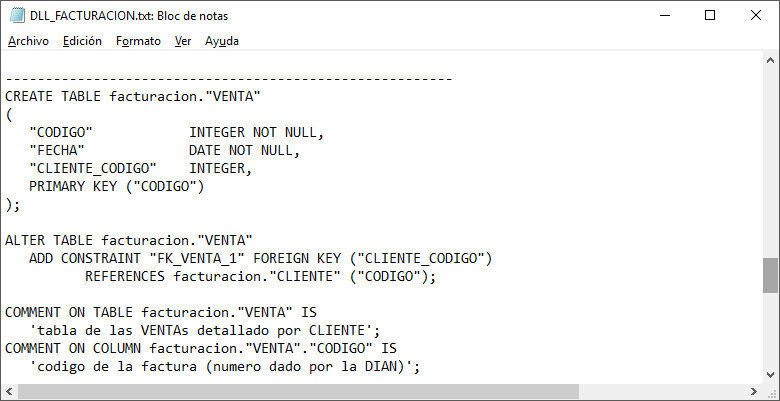 DLL_FACTURACION.txt: Bloc de notas
Archivo Edición Formato Ver Ayuda
--------------------------------------------------------
CREATE TABLE facturacion."VENTA"
(
   "CODIGO"            INTEGER NOT NULL,
   "FECHA"             DATE NOT NULL,
   "CLIENTE_CODIGO"    INTEGER,
   PRIMARY KEY ("CODIGO")
);
ALTER TABLE facturacion."VENTA"
   ADD CONSTRAINT "FK_VENTA_1" FOREIGN KEY ("CLIENTE_CODIGO")
          REFERENCES facturacion."CLIENTE" ("CODIGO");
COMMENT ON TABLE facturacion."VENTA" IS
   'tabla de las VENTAs detallado por CLIENTE';
COMMENT ON COLUMN facturacion."VENTA"."CODIGO" IS
   'codigo de la factura (numero dado por la DIAN)';